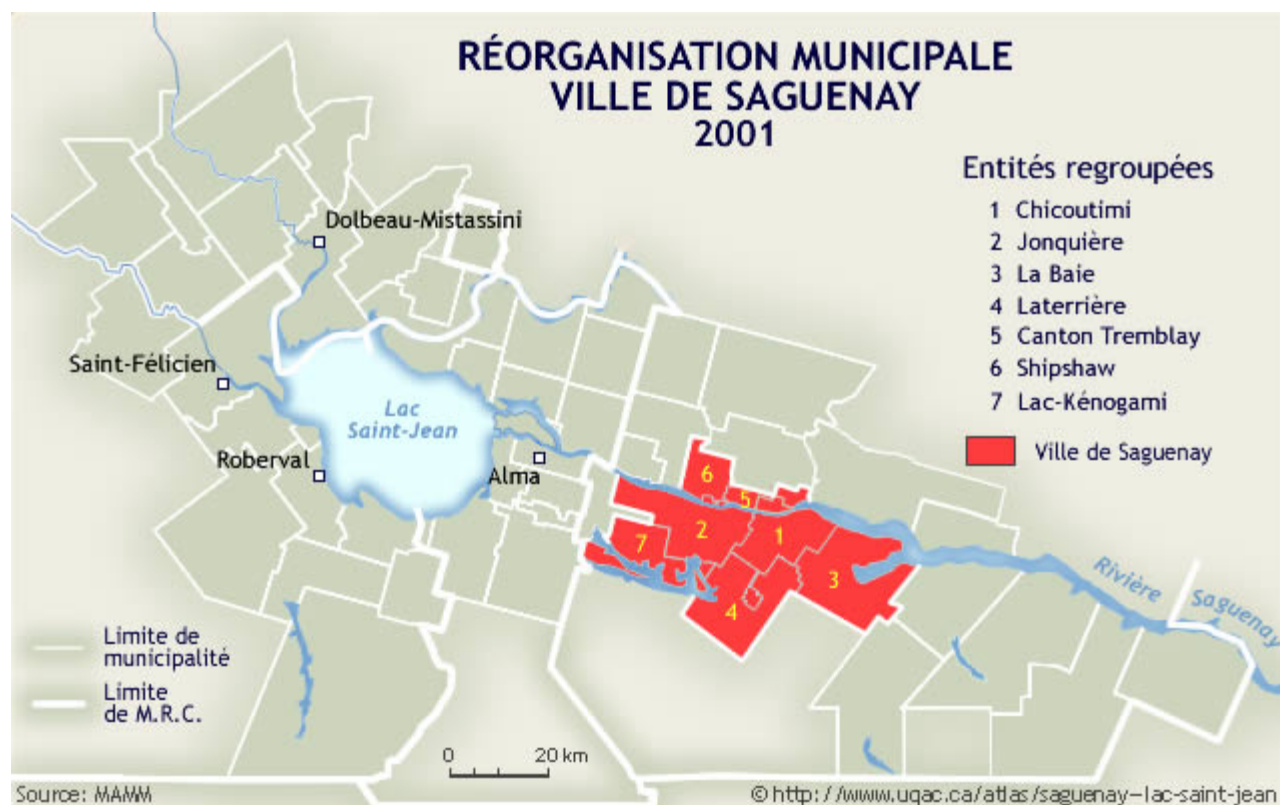 RÉORGANISATION MUNICIPALE
VILLE DE SAGUENAY
2001
Entités regroupées
1 Chicoutimi
2 Jonquière
3 La Baie
4 Laterrière
5 Canton Tremblay
6 Shipshaw
7 Lac-Kénogami
Ville de Saguenay
Dolbeau-Mistassini
Saint-Félicien
Lac
Saint-Jean
Roberval
Alma
6
5
2
1
7
3
4
Rivière
Saguenay
Limite de
municipalité
Limite
de M.R.C.
0 20 km
Source: MAMM
©http://www.uqac.ca/atlas/saguenay-lac-saint-jean